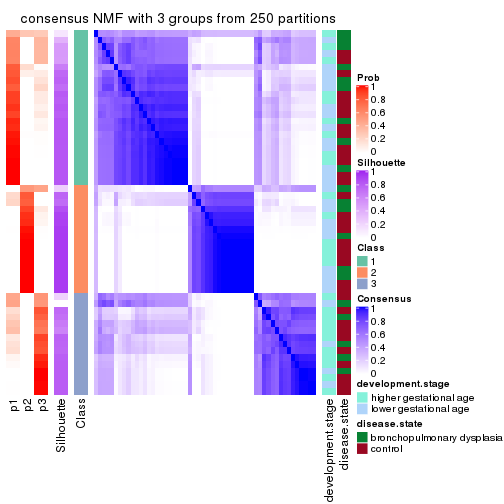 consensus NMF with 3 groups from 250 partitions
Prob
1
0.8
0.6
0.4
0.2
0
Silhouette
1
0.8
0.6
0.4
0.2
0
Class
1
2
3
Consensus
1
0.8
0.6
0.4
0.2
0
development.stage
higher gestational age
lower gestational age
disease.state
bronchopulmonary dysplasia
control
p1
p2
p3
Silhouette
Class
development.stage
disease.state